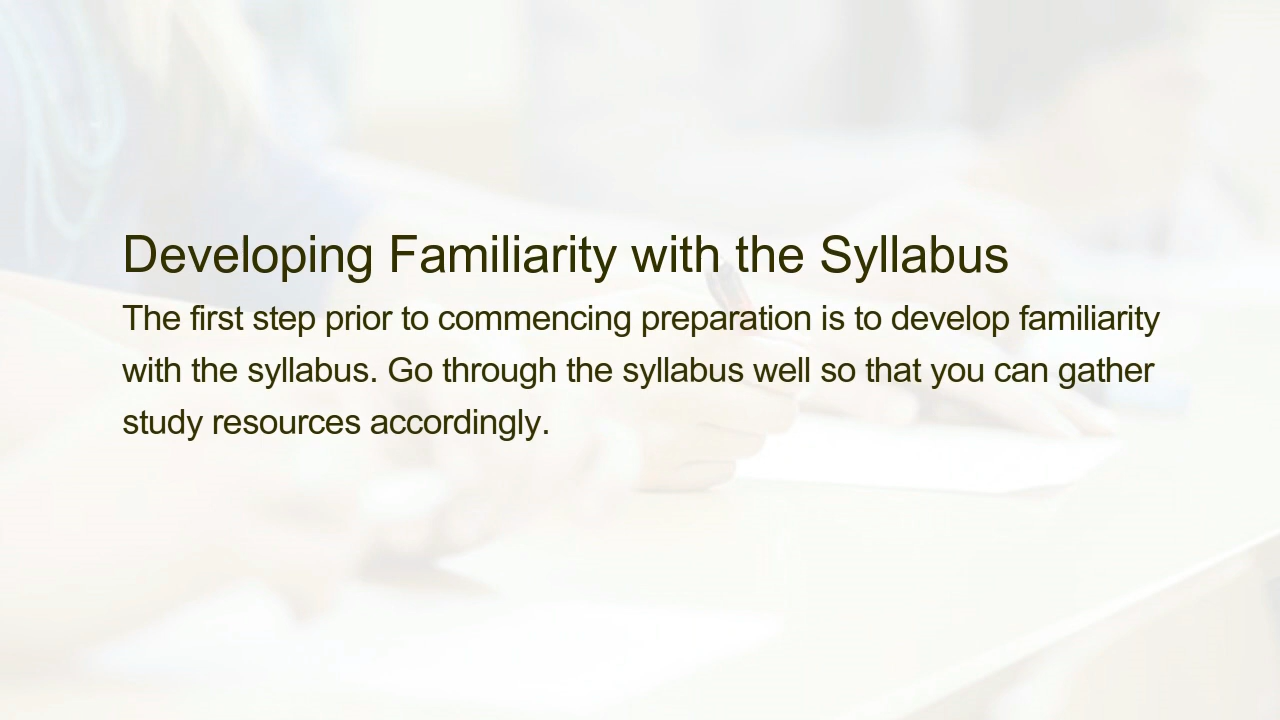 Developing Familiarity with the Syllabus
The first step prior to commencing preparation is to develop familiarity
with the syllabus. Go through the syllabus well so that you can gather
study resources accordingly.